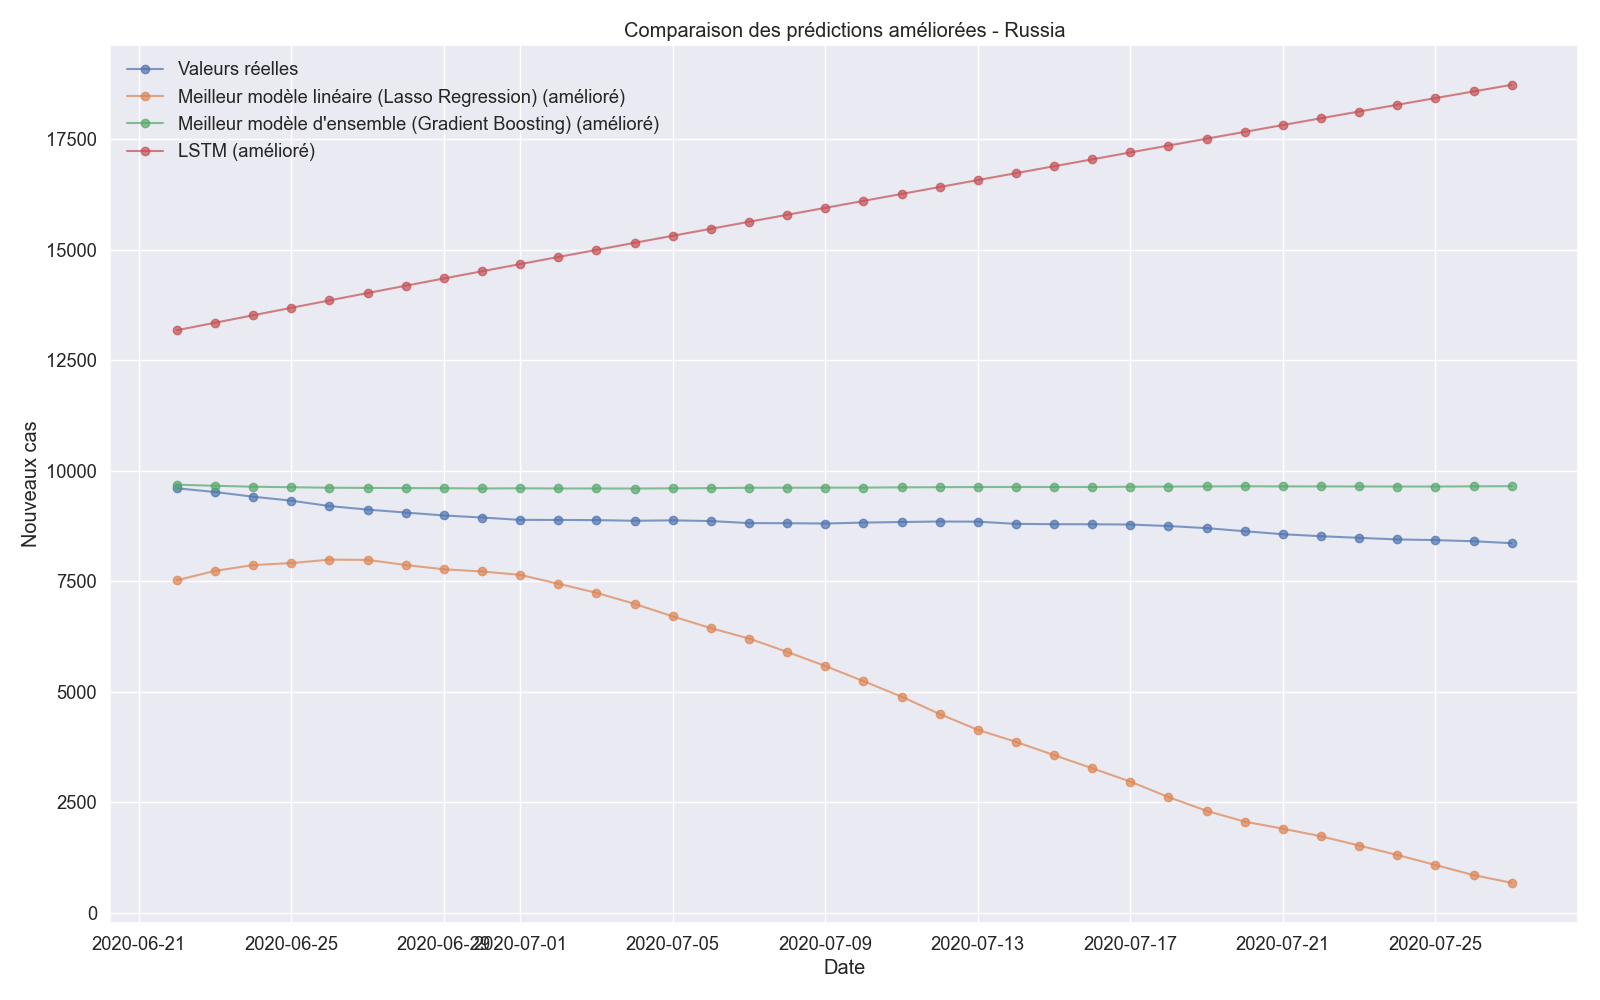 Comparaison des prédictions améliorées - Russia
Valeurs réelles
Meilleur modèle linéaire (Lasso Regression) (amélioré)
Meilleur modèle d'ensemble (Gradient Boosting) (amélioré)
LSTM (amélioré)
Nouveaux cas
17500
15000
12500
10000
7500
5000
2500
0
2020-06-21 2020-06-25 2020-06-29 2020-07-01 2020-07-05 2020-07-09 2020-07-13 2020-07-17 2020-07-21 2020-07-25
Date